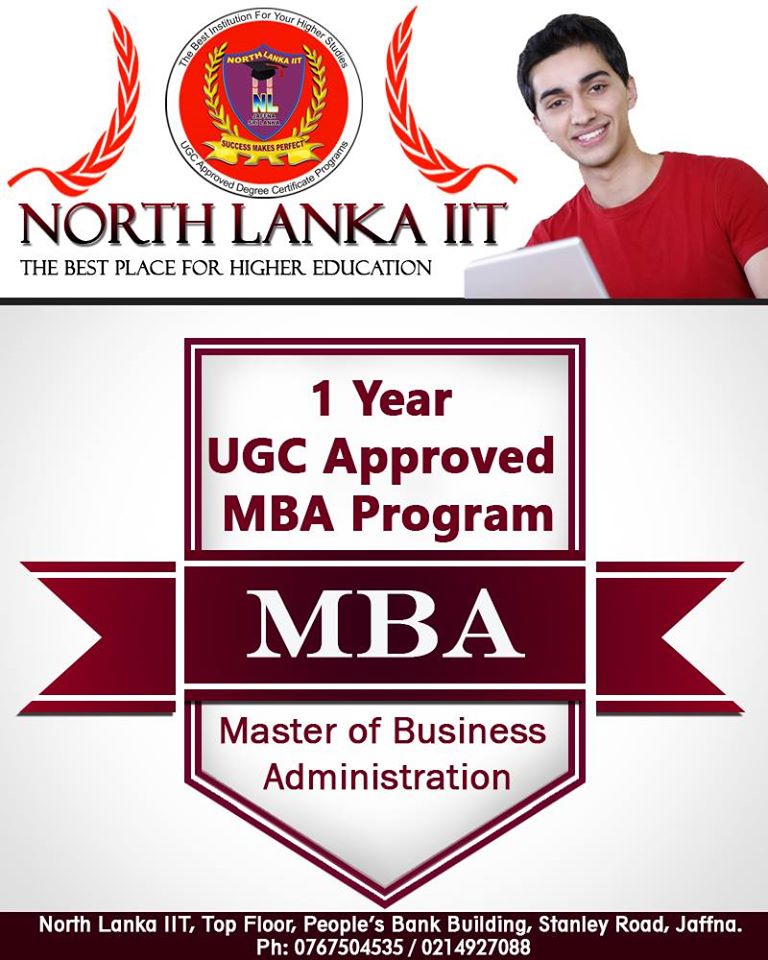 The Best Institution For Your Higher Studies
NORTH LANKA IIT
NL
JAFFNA
SRI LANKA
SUCCESS MAKES PERFECT
UGC Approved Degree Certificate Programs
NORTH LANKA IIT
THE BEST PLACE FOR HIGHER EDUCATION
1 Year
UGC Approved
MBA Program
MBA
Master of Business
Administration
North Lanka IIT, Top Floor, People's Bank Building, Stanley Road, Jaffna.
Ph: 0767504535 / 0214927088